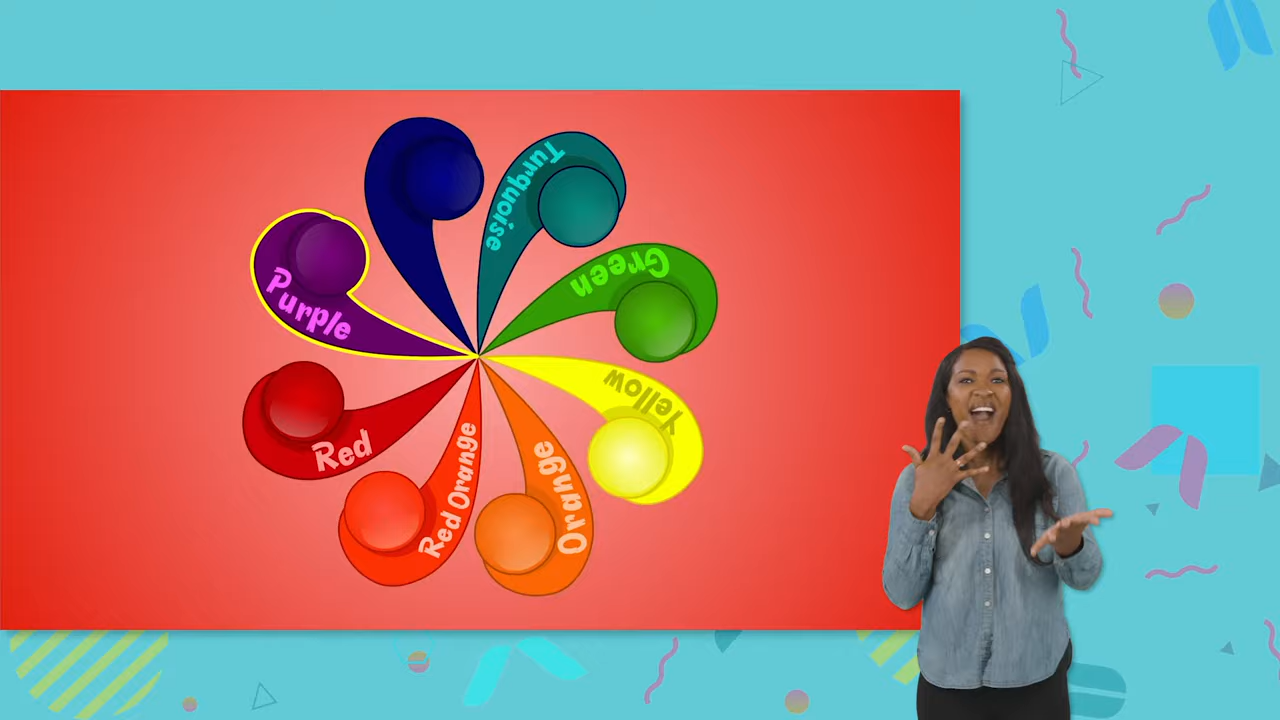 Turquoise
Green
Purple
Yellow
Red
Red Orange
Orange